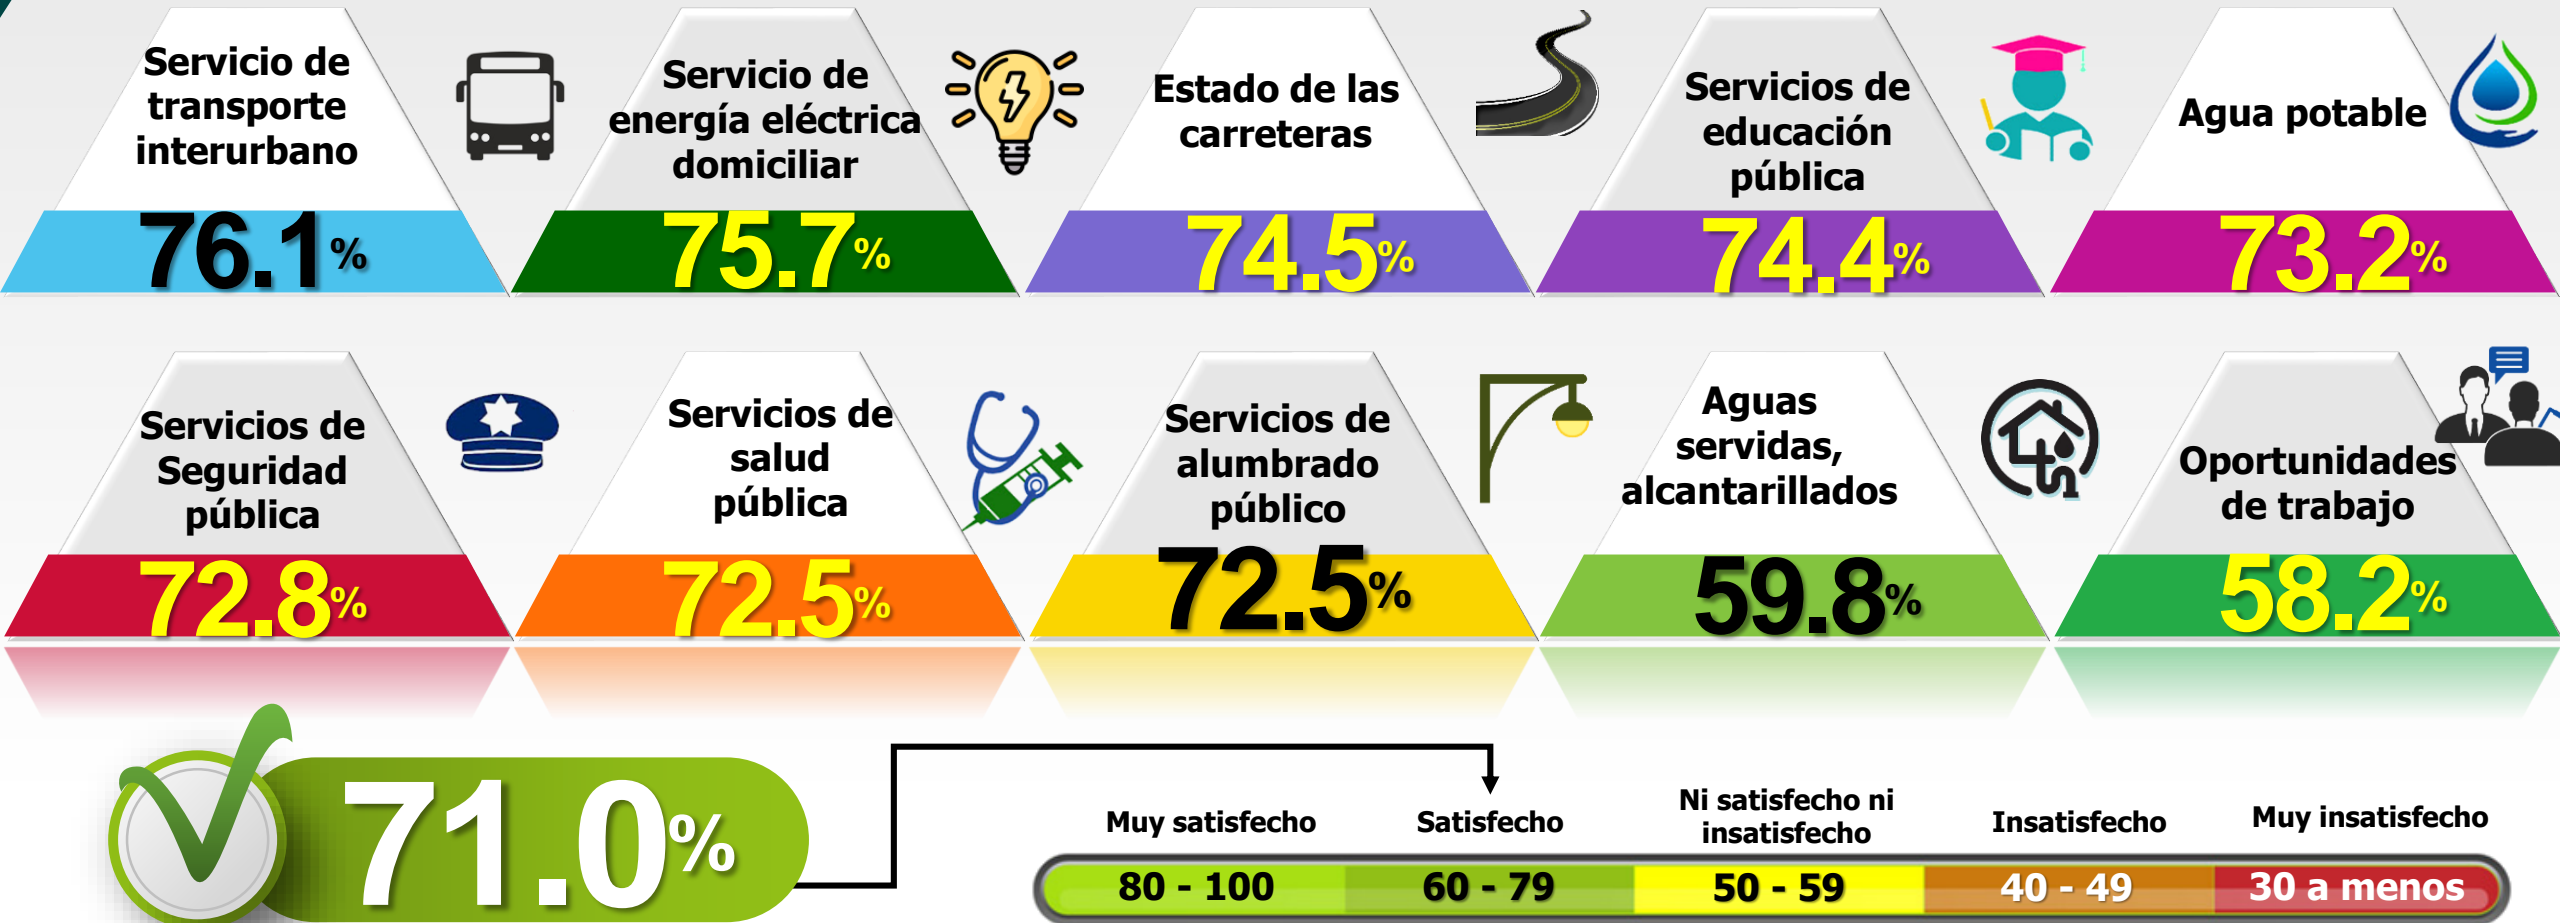 Servicio de
transporte
interurbano
76.1%
Servicio de
energía eléctrica
domiciliar
75.7%
Estado de las
carreteras
74.5%
Servicios de
educación
pública
74.4%
Agua potable
73.2%
Servicios de
Seguridad
pública
72.8%
Servicios de
salud
pública
72.5%
Servicios de
alumbrado
público
72.5%
Aguas
servidas,
alcantarillados
59.8%
Oportunidades
de trabajo
58.2%
71.0%
Muy satisfecho
80 - 100
Satisfecho
60 - 79
Ni satisfecho ni
insatisfecho
50 - 59
Insatisfecho
40 - 49
Muy insatisfecho
30 a menos